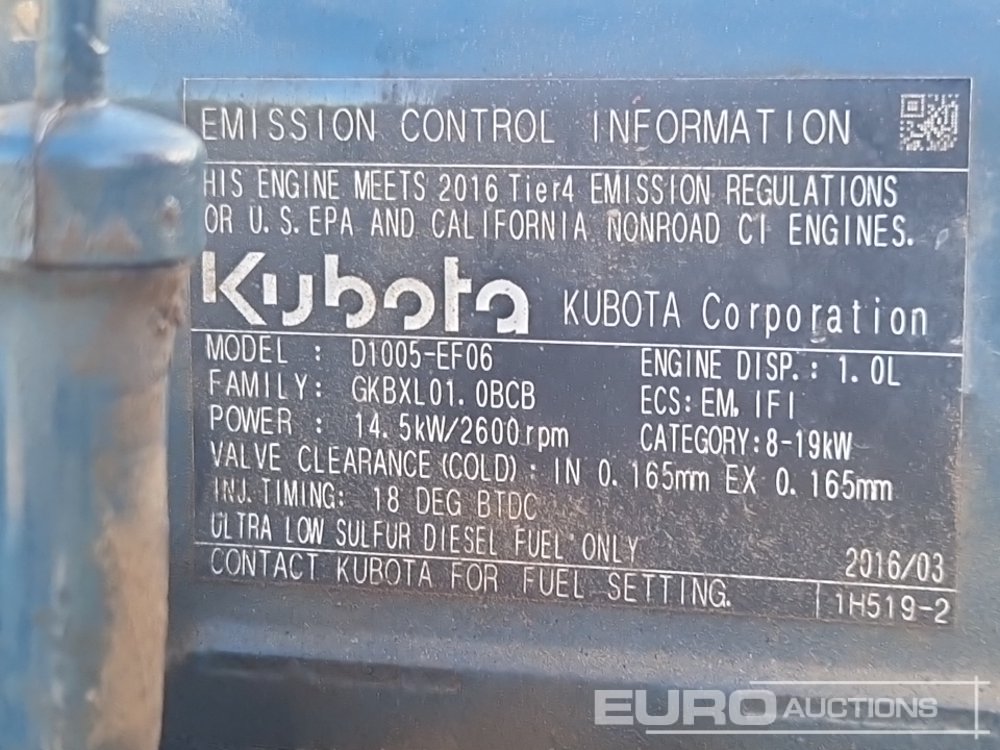 EMISSION CONTROL INFORMATION
HIS ENGINE MEETS 2016 Tier4 EMISSION REGULATIONS
OR U.S. EPA AND CALIFORNIA NONROAD CI ENGINES.
Kubota KUBOTA Corporation
MODEL : D1005-EF06 ENGINE DISP.: 1.0L
FAMILY: GKBXL01.0BCB ECS: EM, IFI
POWER : 14.5kW/2600rpm CATEGORY:8-19kW
VALVE CLEARANCE (COLD) : IN 0.165mm EX 0.165mm
INJ. TIMING: 18 DEG BTDC
ULTRA LOW SULFUR DIESEL FUEL ONLY 2016/03
CONTACT KUBOTA FOR FUEL SETTING. 1H519-2
EURO AUCTIONS